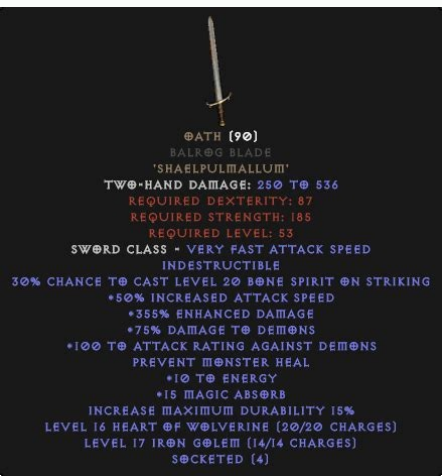 OATH (90)
BALROG BLADE
'SHAELPULMALLUM'
TWO-HAND DAMAGE: 250 TO 536
REQUIRED DEXTERITY: 87
REQUIRED STRENGTH: 185
REQUIRED LEVEL: 53
SWORD CLASS - VERY FAST ATTACK SPEED
INDESTRUCTIBLE
30% CHANCE TO CAST LEVEL 20 BONE SPIRIT ON STRIKING
+50% INCREASED ATTACK SPEED
+355% ENHANCED DAMAGE
+75% DAMAGE TO DEMONS
+100 TO ATTACK RATING AGAINST DEMONS
PREVENT MONSTER HEAL
+10 TO ENERGY
+15 MAGIC ABSORB
INCREASE MAXIMUM DURABILITY 15%
LEVEL 16 HEART OF WOLVERINE (20/20 CHARGES)
LEVEL 17 IRON GOLEM (14/14 CHARGES)
SOCKETED (4)